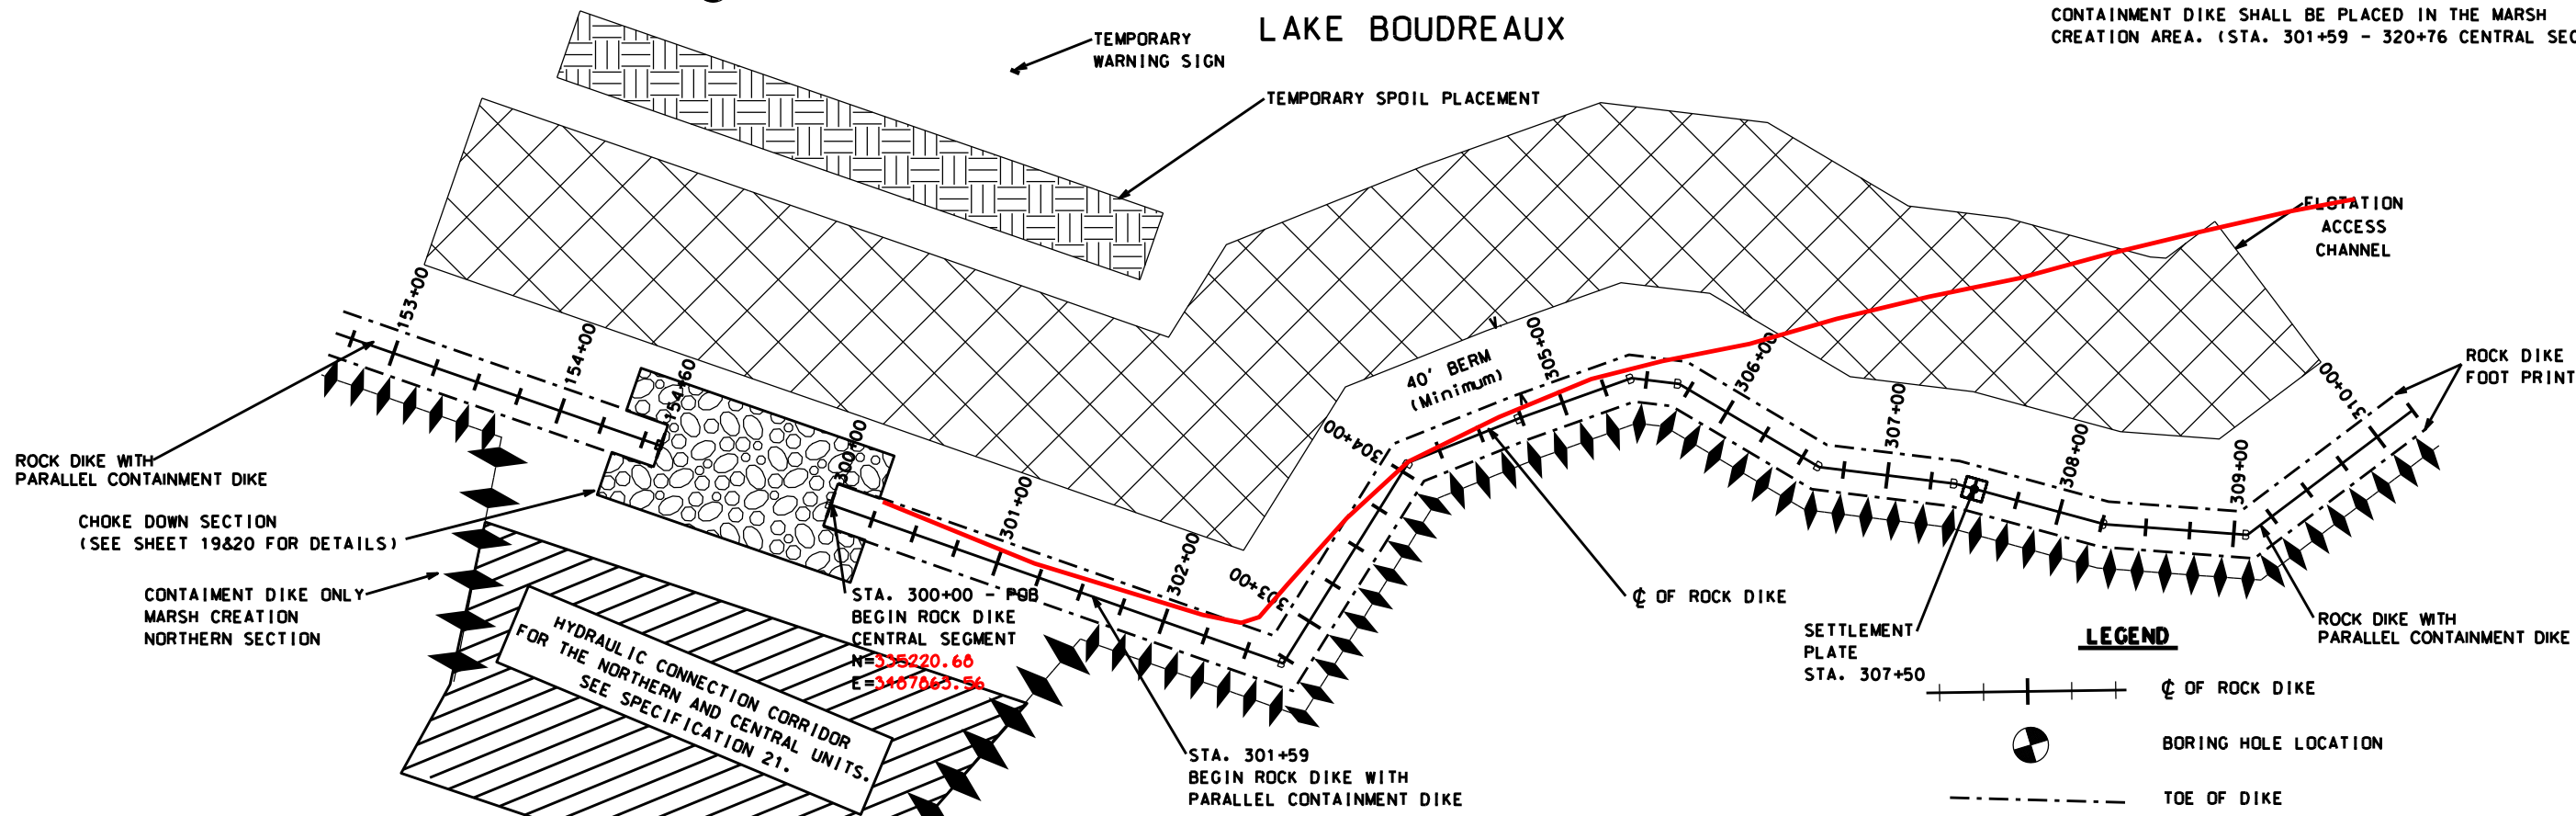 LAKE BOUDREAUX
CONTAINMENT DIKE SHALL BE PLACED IN THE MARSH
CREATION AREA. (STA. 301+59 - 320+76 CENTRAL
TEMPORARY
WARNING SIGN
TEMPORARY SPOIL PLACEMENT
FLOTATION
ACCESS
CHANNEL
153+00
154+00
154+60
300+00
301+00
302+00
303+00
304+00
305+00
306+00
307+00
308+00
309+00
310+00
40' BERM
(Minimum)
ROCK DIKE
FOOT PRINT
ROCK DIKE WITH
PARALLEL CONTAINMENT DIKE
CHOKE DOWN SECTION
(SEE SHEET 19&20 FOR DETAILS)
CONTAIMENT DIKE ONLY
MARSH CREATION
NORTHERN SECTION
HYDRAULIC CONNECTION CORRIDOR
FOR THE NORTHERN AND CENTRAL UNITS.
SEE SPECIFICATION 21.
STA. 300+00 - POB
BEGIN ROCK DIKE
CENTRAL SEGMENT
N=335220.68
E=3487863.56
STA. 301+59
BEGIN ROCK DIKE WITH
PARALLEL CONTAINMENT DIKE
℄ OF ROCK DIKE
SETTLEMENT
PLATE
STA. 307+50
ROCK DIKE WITH
PARALLEL CONTAINMENT DIKE
LEGEND
℄ OF ROCK DIKE
BORING HOLE LOCATION
TOE OF DIKE